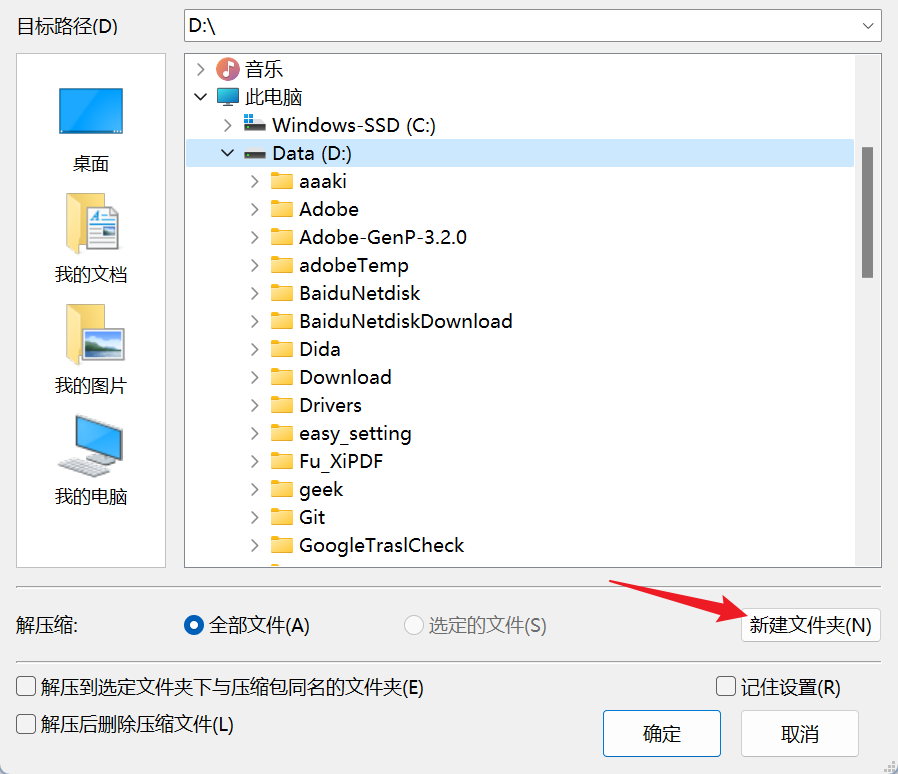 目标路径(D)
D:\
桌面
我的文档
我的图片
我的电脑
音乐
此电脑
Windows-SSD (C:)
Data (D:)
aaaki
Adobe
Adobe-GenP-3.2.0
adobeTemp
BaiduNetdisk
BaiduNetdiskDownload
Dida
Download
Drivers
easy_setting
Fu_XiPDF
geek
Git
GoogleTraslCheck
解压缩:
全部文件(A)
选定的文件(S)
新建文件夹(N)
解压到选定文件夹下与压缩包同名的文件夹(E)
记住设置(R)
解压后删除压缩文件(L)
确定
取消